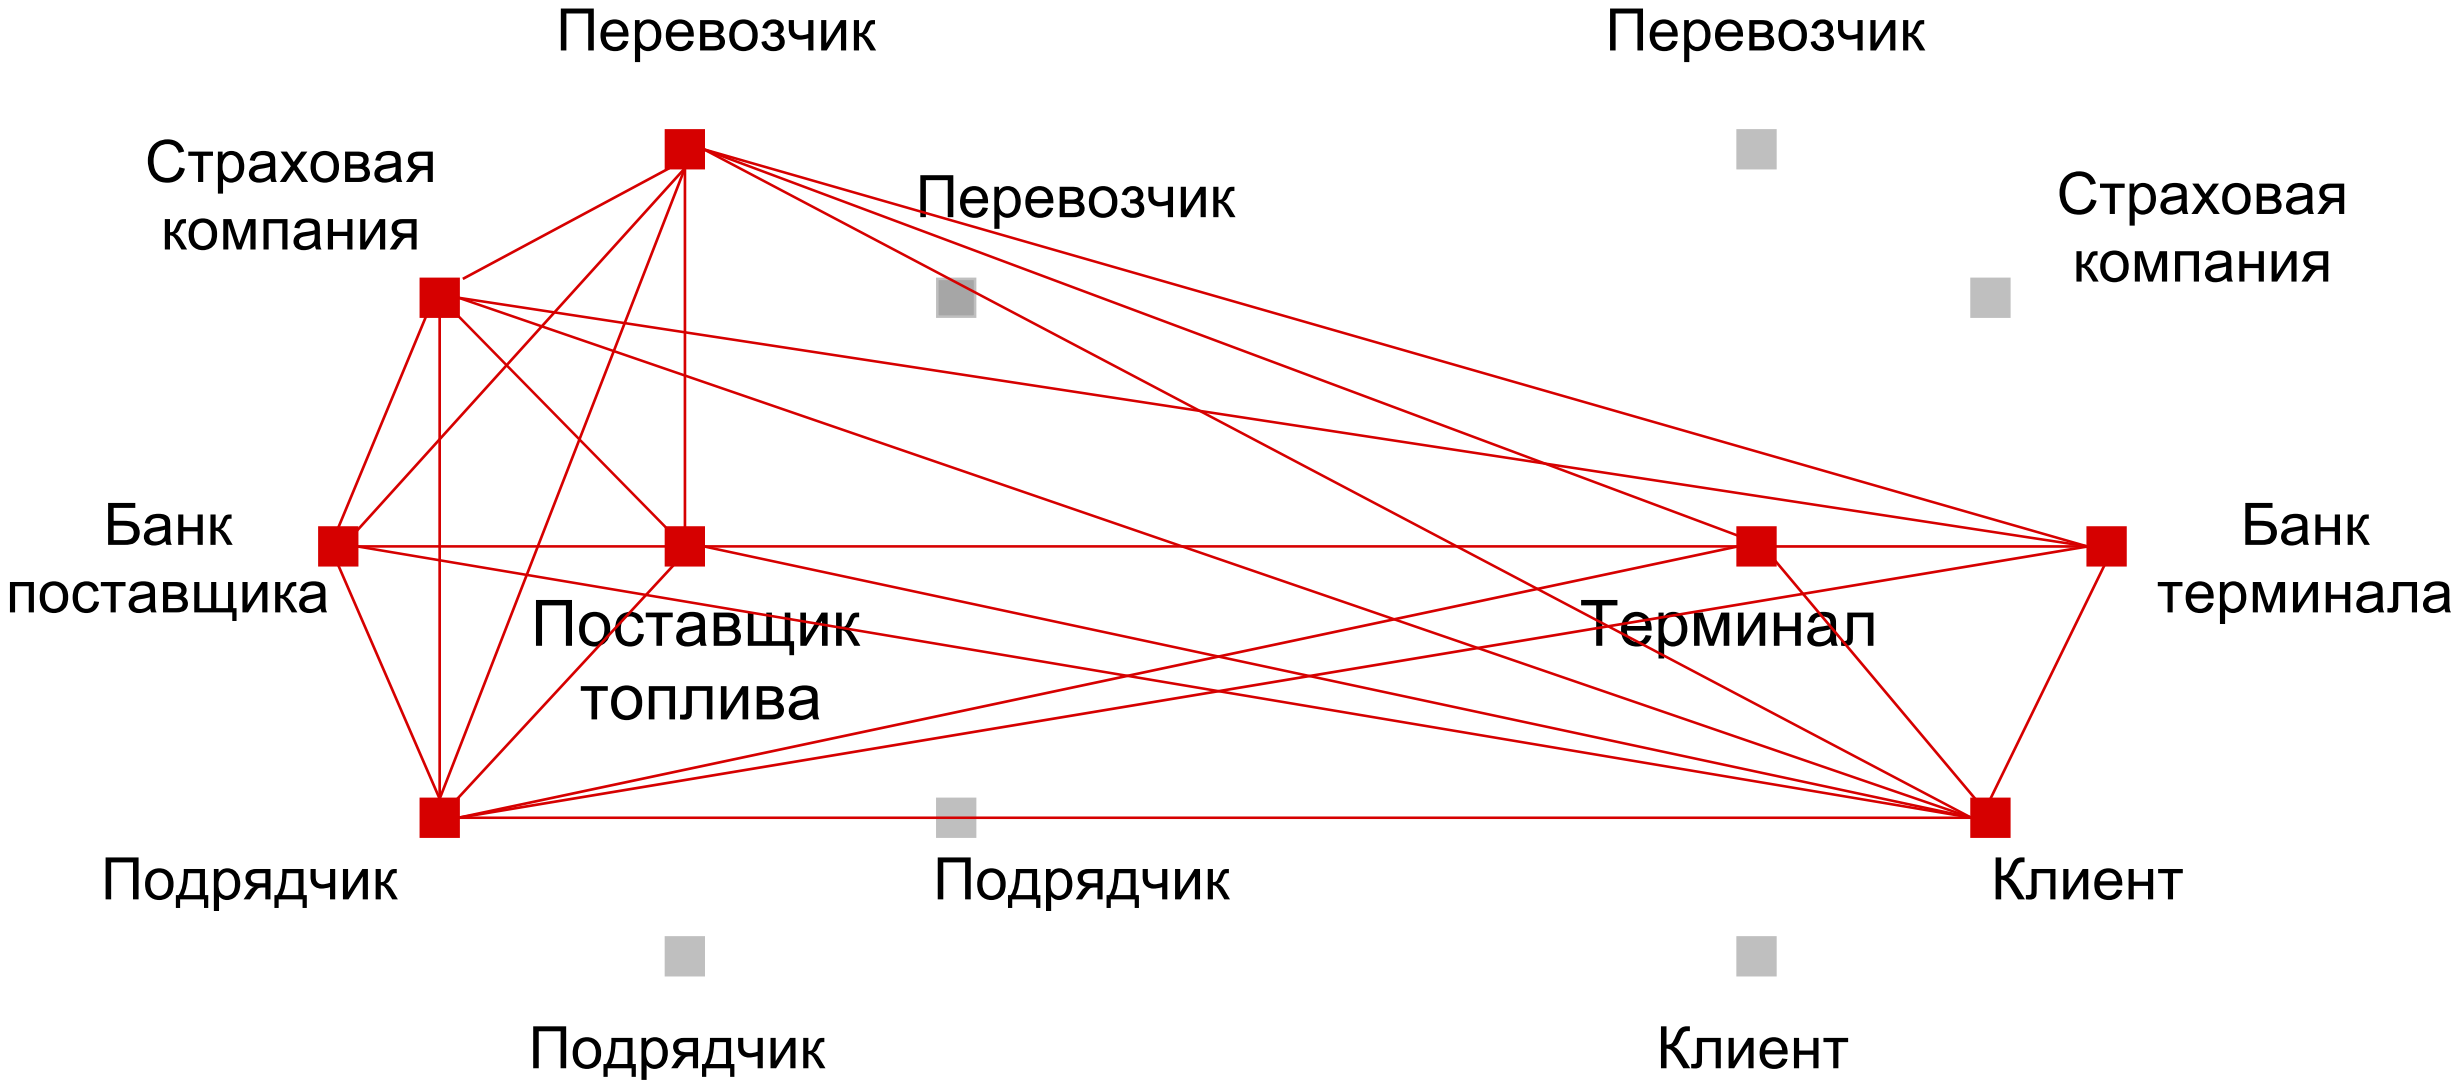 Перевозчик
Перевозчик
Страховая
компания
Перевозчик
Страховая
компания
Банк
поставщика
Поставщик
топлива
Терминал
Банк
терминала
Подрядчик
Подрядчик
Клиент
Подрядчик
Клиент